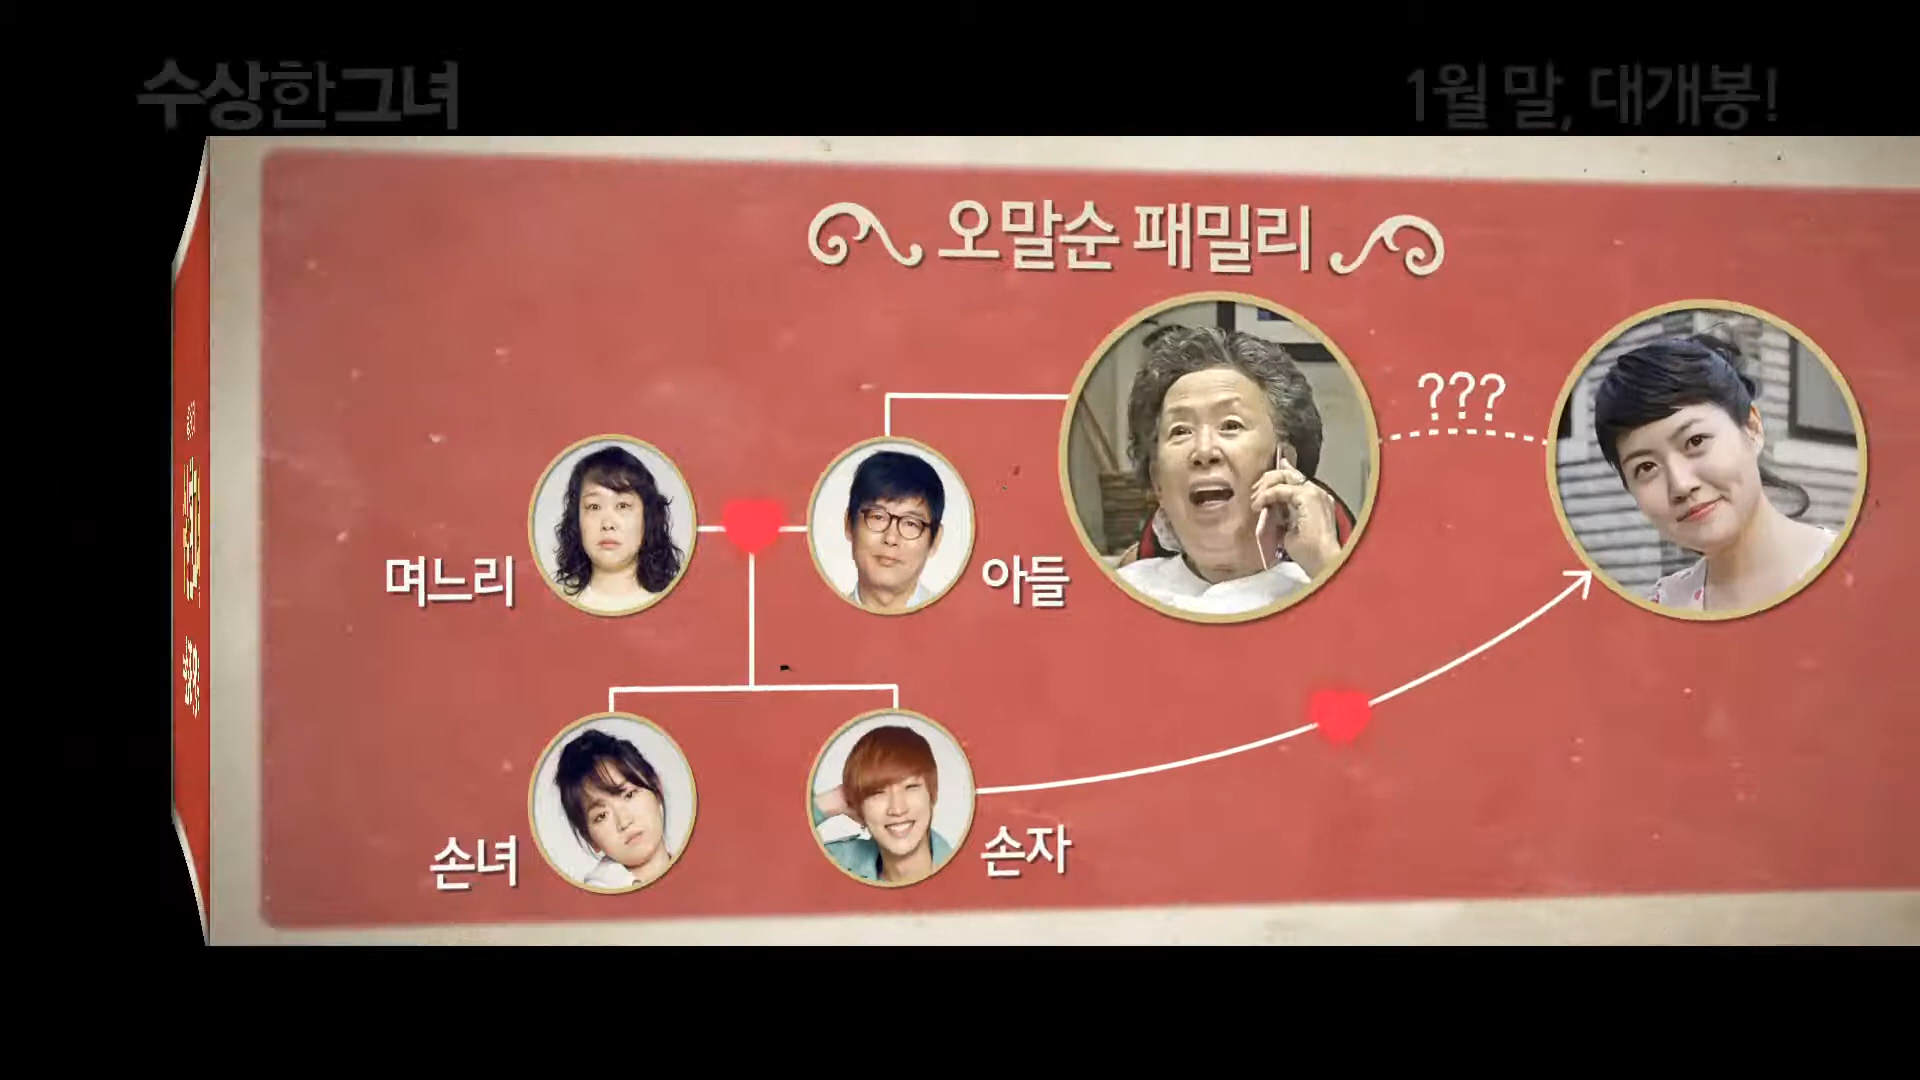 수상한그녀
1월 말, 대개봉!
오말순 패밀리
???
며느리
아들
손녀
손자